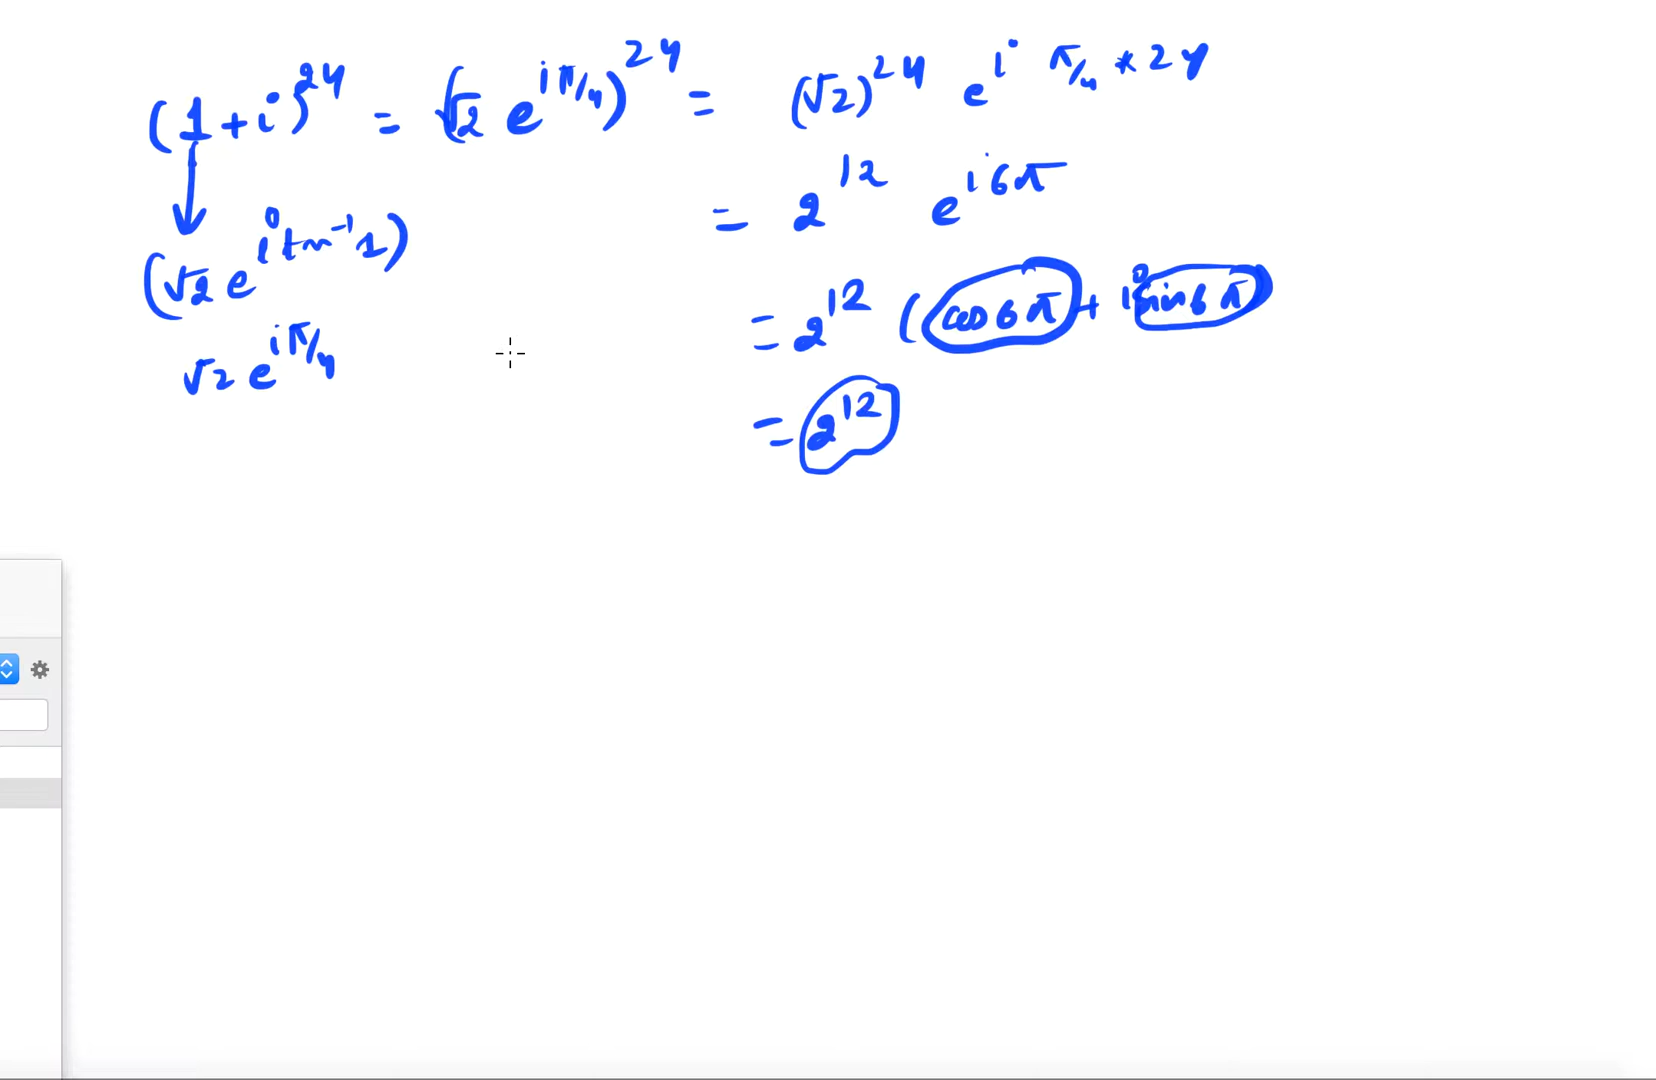 (1+i)^24 = (√2 e^{iπ/4})^24 = (√2)^24 e^{i π/4 * 24}
= 2^12 e^{i6π}
(√2 e^{i tan^-1 1})
= 2^12 (cos 6π + i sin 6π)
√2 e^{iπ/4}
= 2^12